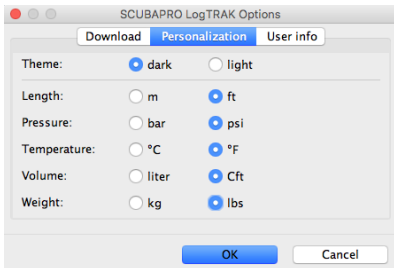 SCUBAPRO LogTRAK Options
Download Personalization User info
Theme: dark light
Length: m ft
Pressure: bar psi
Temperature: °C °F
Volume: liter Cft
Weight: kg lbs
OK Cancel